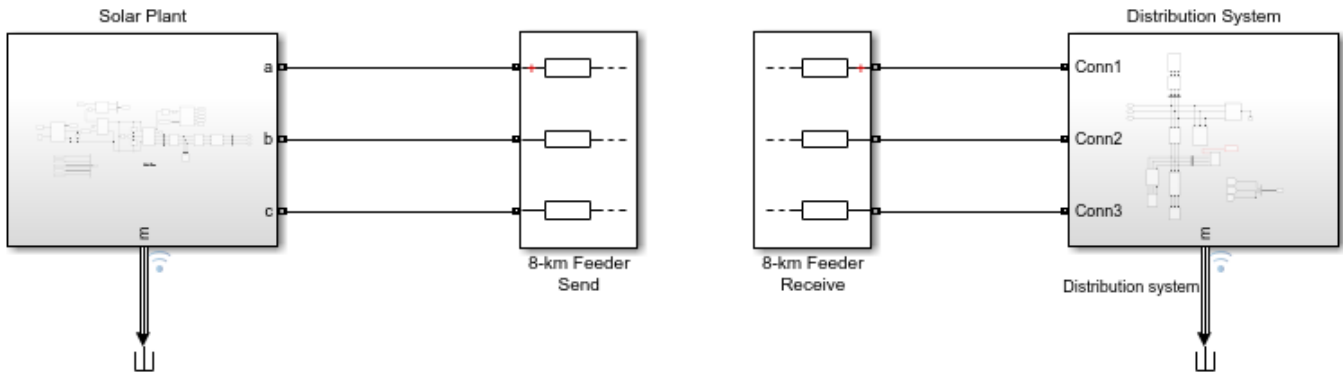 Solar Plant
Distribution System
a
b
c
m
8-km Feeder
Send
8-km Feeder
Receive
Conn1
Conn2
Conn3
m
Distribution system